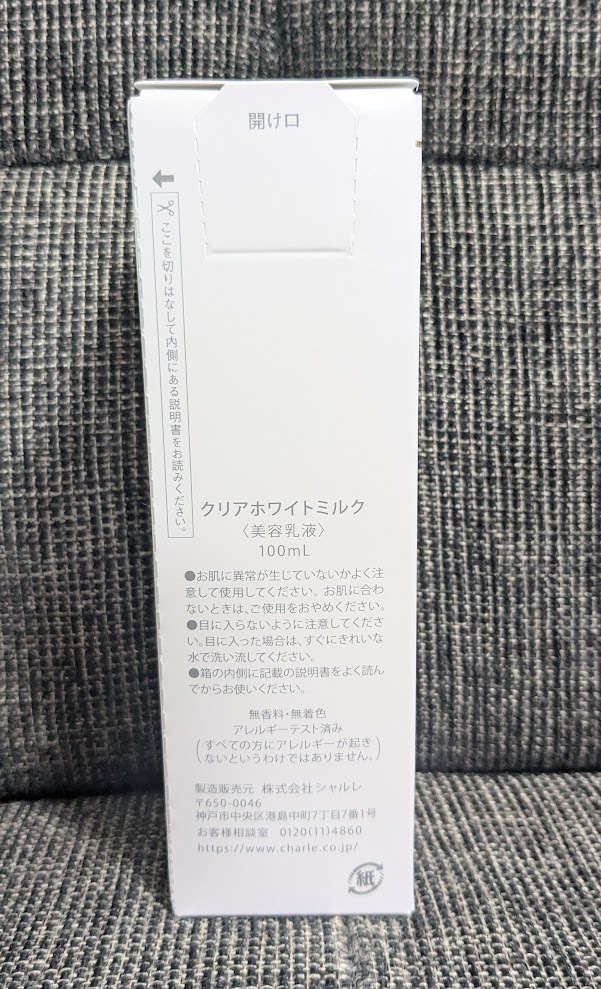 開け口
ここを切りはなして内側にある説明書をお読みください。
クリアホワイトミルク
〈美容乳液〉
100mL
●お肌に異常が生じていないかよく注
意して使用してください。お肌に合わ
ないときは、ご使用をおやめください。
●目に入らないように注意してくださ
い。目に入った場合は、すぐにきれいな
水で洗い流してください。
●箱の内側に記載の説明書をよく読ん
でからお使いください。
無香料・無着色
アレルギーテスト済み
(すべての方にアレルギーが起き
ないというわけではありません。)
製造販売元 株式会社シャルレ
〒650-0046
神戸市中央区港島中町7丁目7番1号
お客様相談室 0120(11)4860
https://www.charle.co.jp/
紙